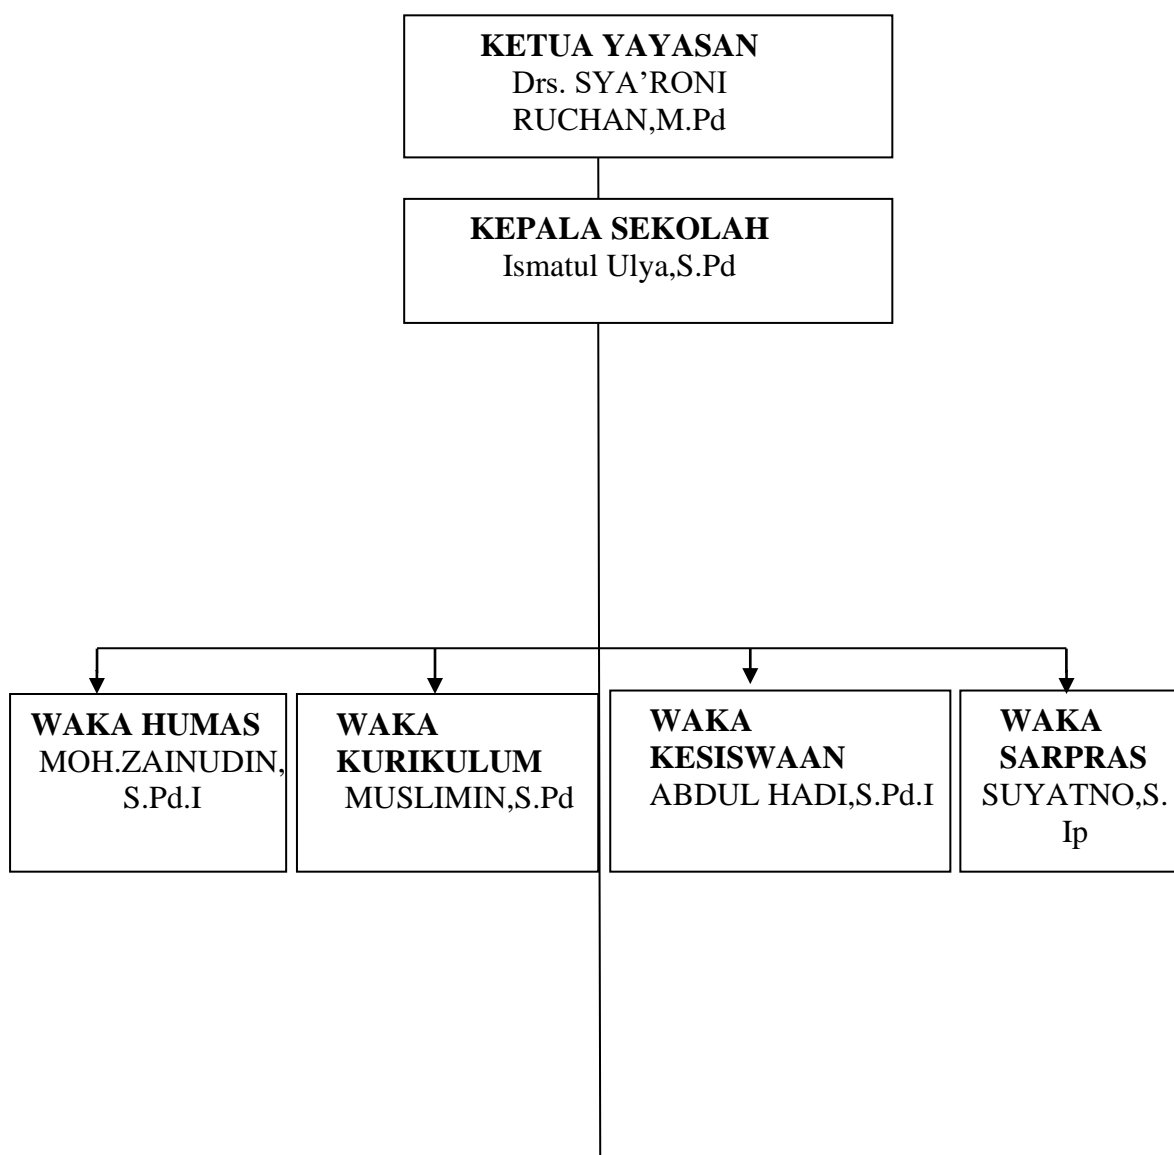 KETUA YAYASAN
Drs. SYA’RONI
RUCHAN,M.Pd
KEPALA SEKOLAH
Ismatul Ulya,S.Pd
WAKA HUMAS
MOH.ZAINUDIN,
S.Pd.I
WAKA
KURIKULUM
MUSLIMIN,S.Pd
WAKA
KESISWAAN
ABDUL HADI,S.Pd.I
WAKA
SARPRAS
SUYATNO,S.
Ip